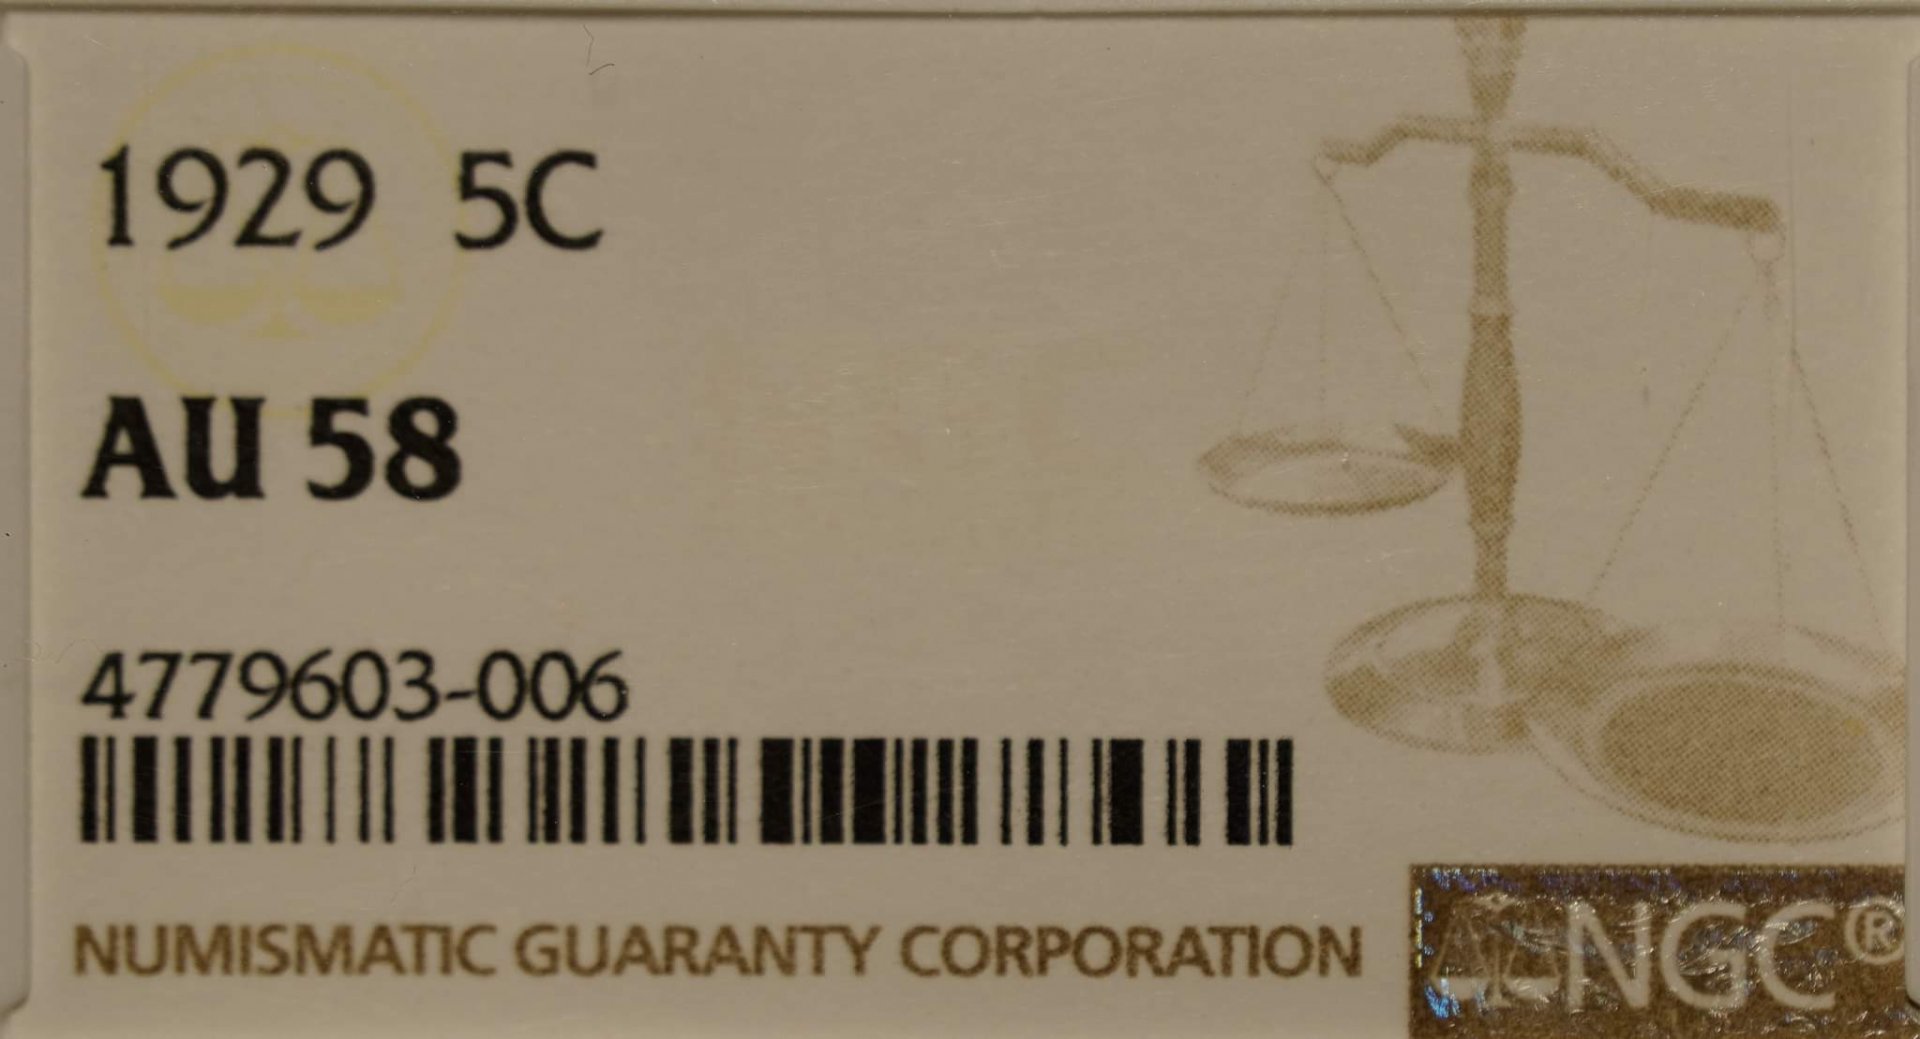 1929 5C
AU 58
4779603-006
NUMISMATIC GUARANTY CORPORATION
NGC®